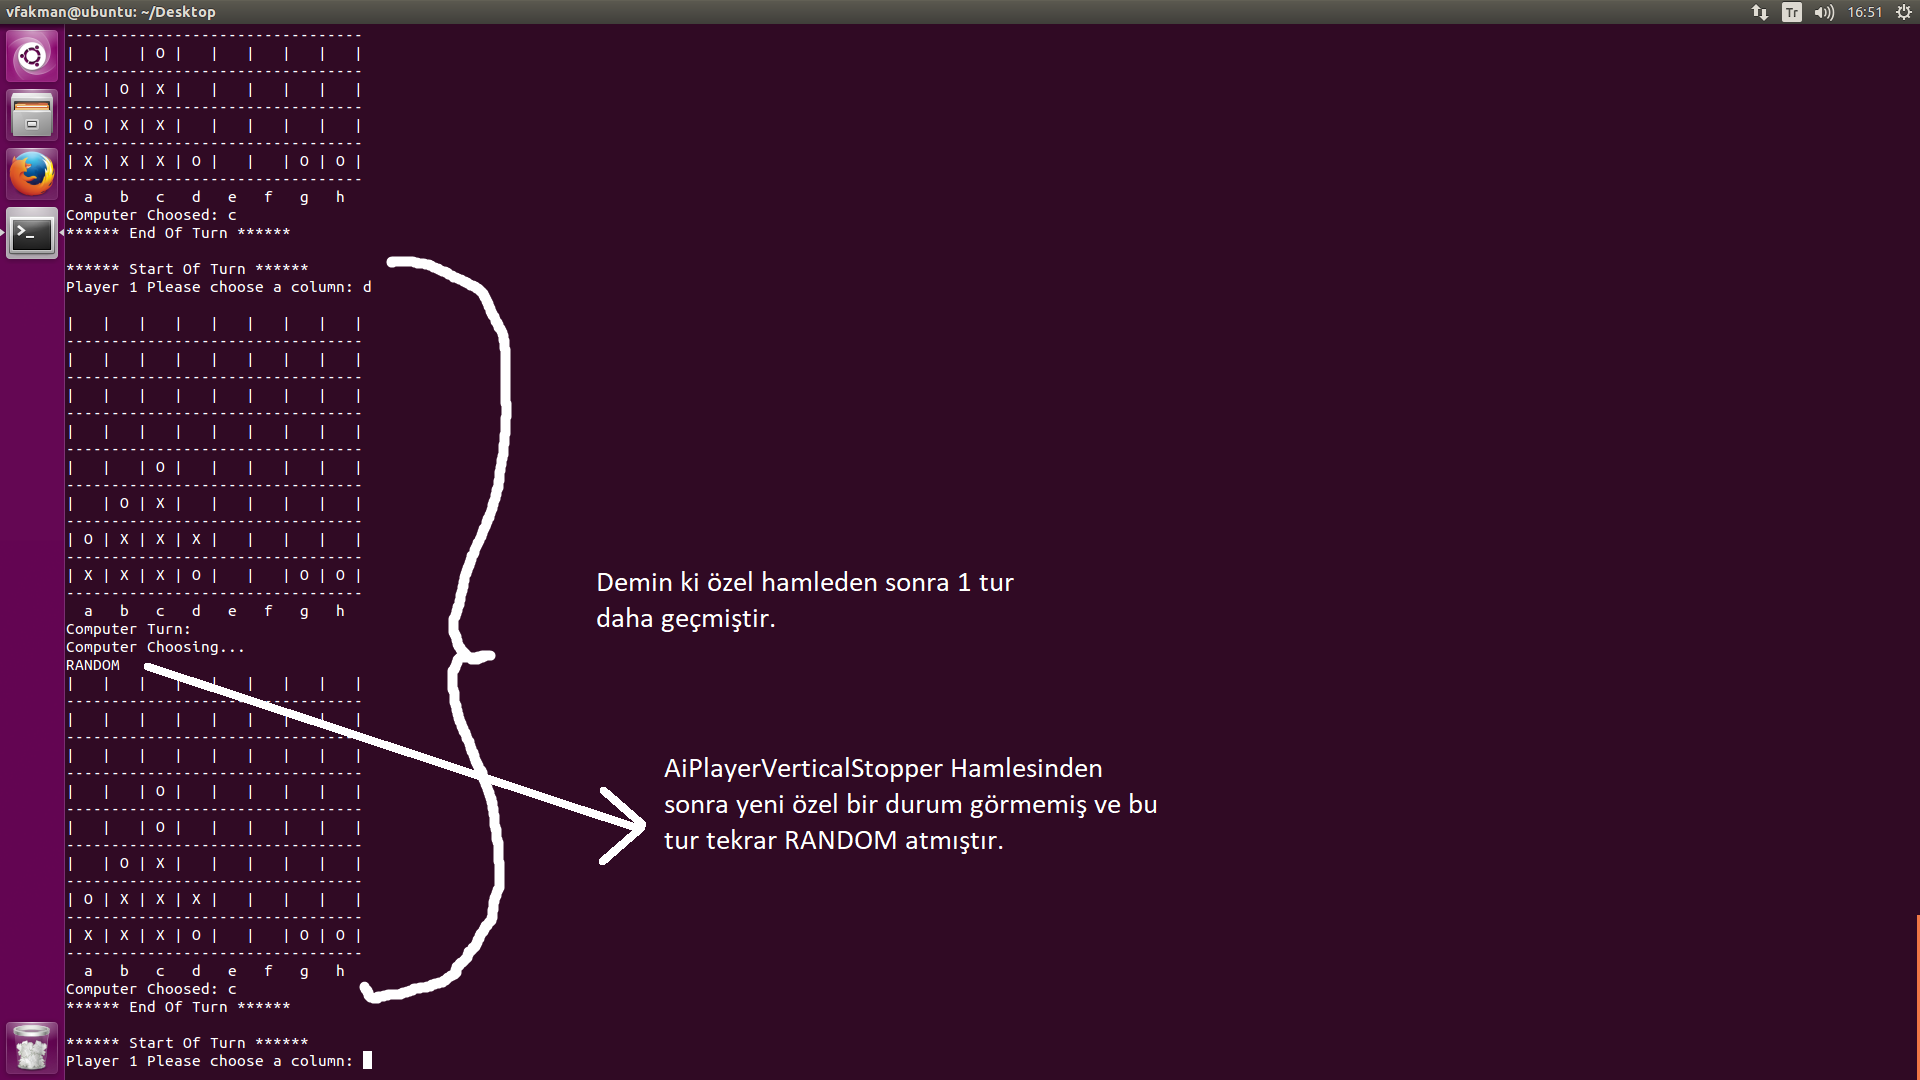 vfakman@ubuntu: ~/Desktop
Tr 16:51
---------------------------------
|   |   | O |   |   |   |   |   |
---------------------------------
|   | O | X |   |   |   |   |   |
---------------------------------
| O | X | X |   |   |   |   |   |
---------------------------------
| X | X | X | O |   |   | O | O |
---------------------------------
  a   b   c   d   e   f   g   h
Computer Choosed: c
****** End Of Turn ******
****** Start Of Turn ******
Player 1 Please choose a column: d
|   |   |   |   |   |   |   |   |
---------------------------------
|   |   |   |   |   |   |   |   |
---------------------------------
|   |   |   |   |   |   |   |   |
---------------------------------
|   |   |   |   |   |   |   |   |
---------------------------------
|   |   | O |   |   |   |   |   |
---------------------------------
|   | O | X |   |   |   |   |   |
---------------------------------
| O | X | X | X |   |   |   |   |
---------------------------------
| X | X | X | O |   |   | O | O |
---------------------------------
  a   b   c   d   e   f   g   h
Computer Turn:
Computer Choosing...
RANDOM
|   |   |   |   |   |   |   |   |
---------------------------------
|   |   |   |   |   |   |   |   |
---------------------------------
|   |   |   |   |   |   |   |   |
---------------------------------
|   |   | O |   |   |   |   |   |
---------------------------------
|   |   | O |   |   |   |   |   |
---------------------------------
|   | O | X |   |   |   |   |   |
---------------------------------
| O | X | X | X |   |   |   |   |
---------------------------------
| X | X | X | O |   |   | O | O |
---------------------------------
  a   b   c   d   e   f   g   h
Computer Choosed: c
****** End Of Turn ******
****** Start Of Turn ******
Player 1 Please choose a column:
Demin ki özel hamleden sonra 1 tur
daha geçmiştir.
AiPlayerVerticalStopper Hamlesinden
sonra yeni özel bir durum görmemiş ve bu
tur tekrar RANDOM atmıştır.